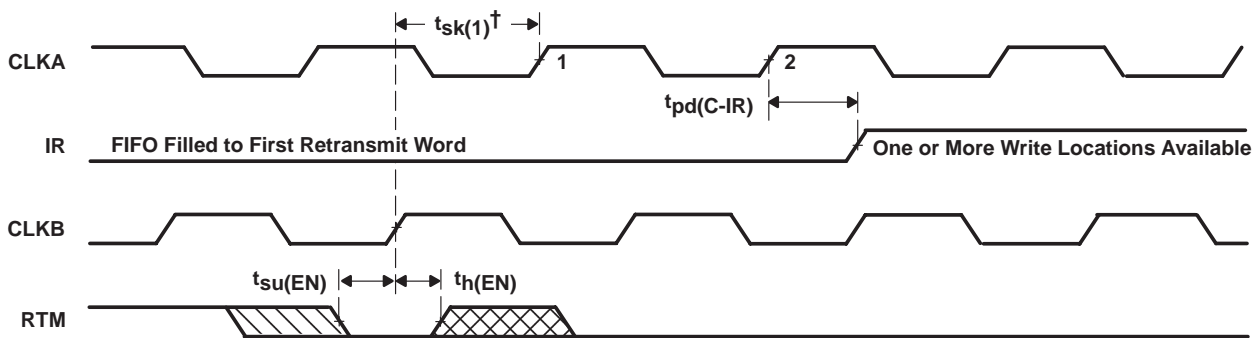 tsk(1)†
CLKA
1
2
tpd(C-IR)
IR
FIFO Filled to First Retransmit Word
One or More Write Locations Available
CLKB
tsu(EN)
th(EN)
RTM